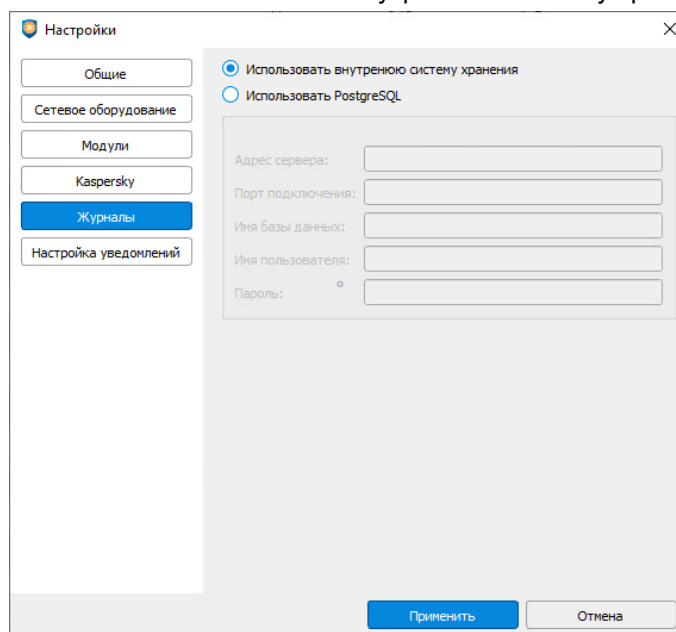 Настройки
Общие
Сетевое оборудование
Модули
Kaspersky
Журналы
Настройка уведомлений
Использовать внутренюю систему хранения
Использовать PostgreSQL
Адрес сервера:
Порт подключения:
Имя базы данных:
Имя пользователя:
Пароль:
Применить
Отмена